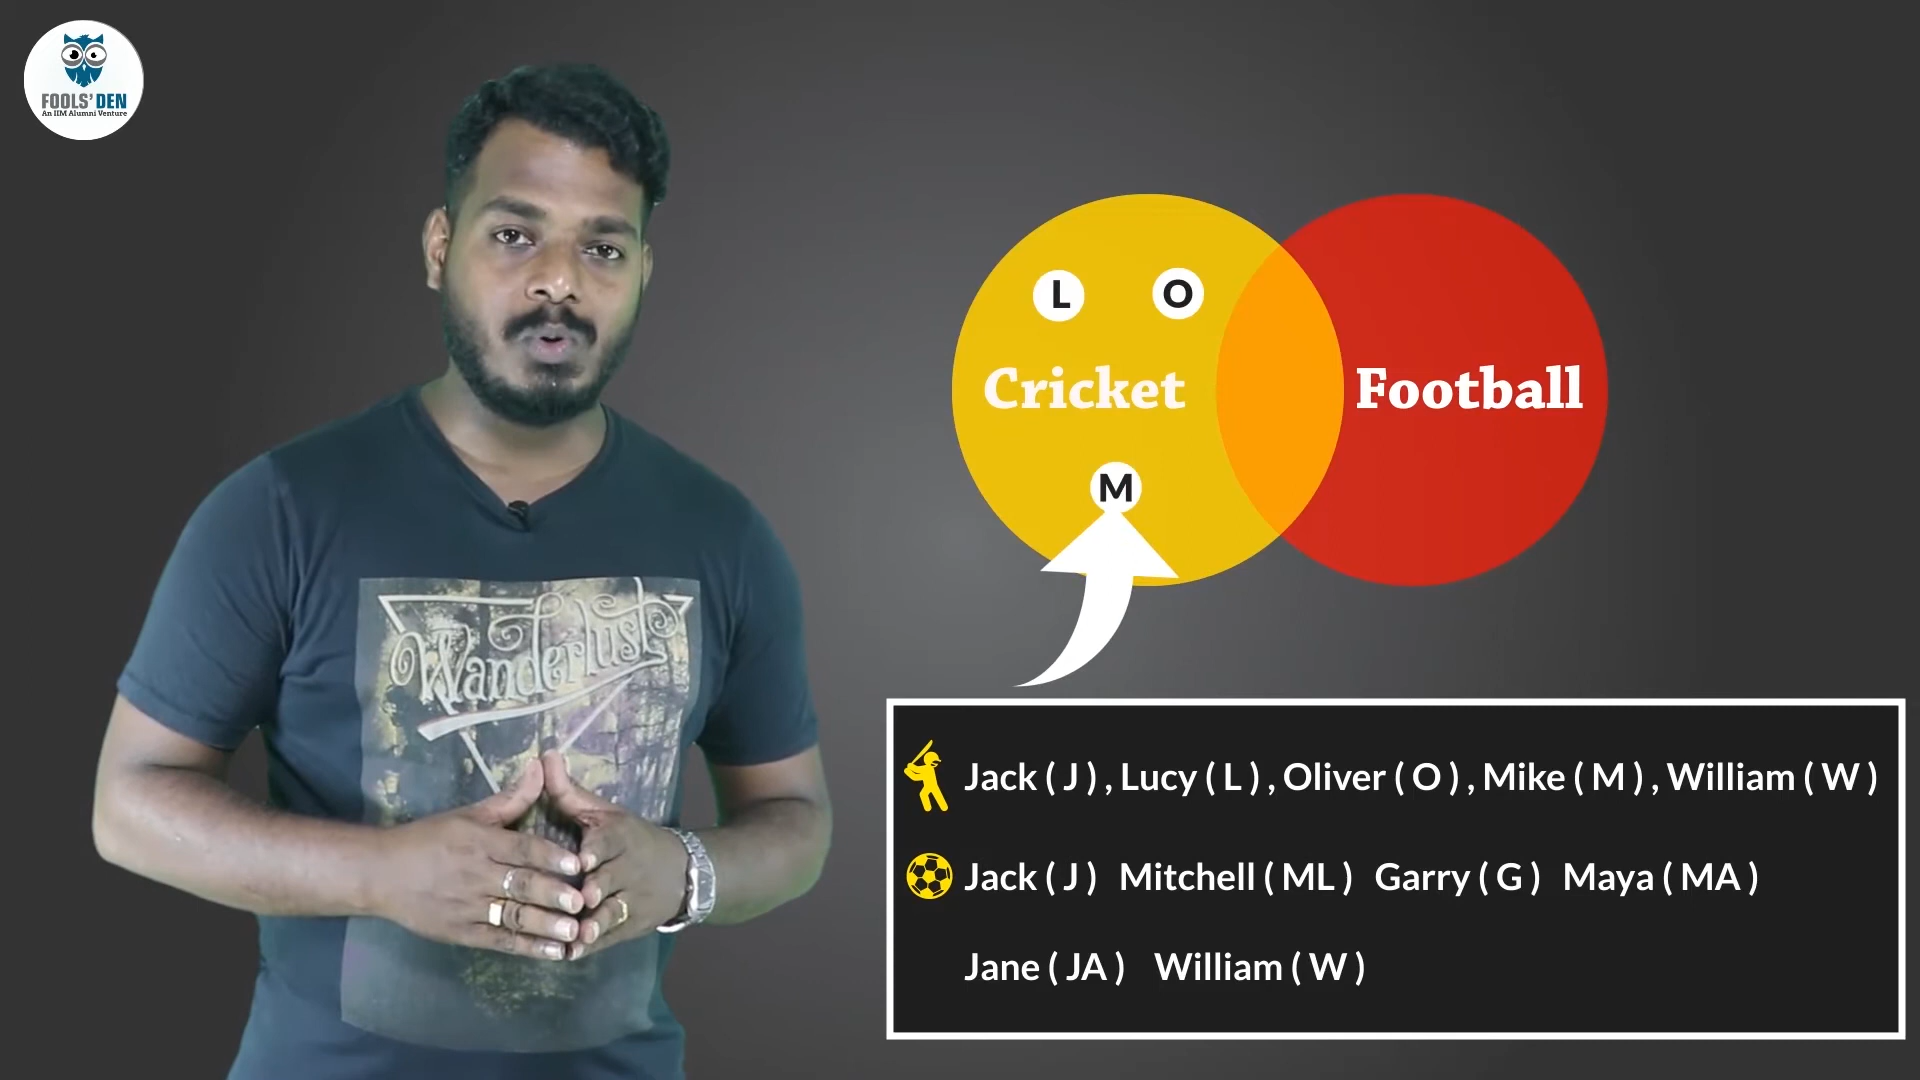 FOOLS' DEN
An IIM Alumni Venture
L O
Cricket Football
M
Wanderlust
Jack ( J ) , Lucy ( L ) , Oliver ( O ) , Mike ( M ) , William ( W )
Jack ( J ) Mitchell ( ML ) Garry ( G ) Maya ( MA )
Jane ( JA ) William ( W )